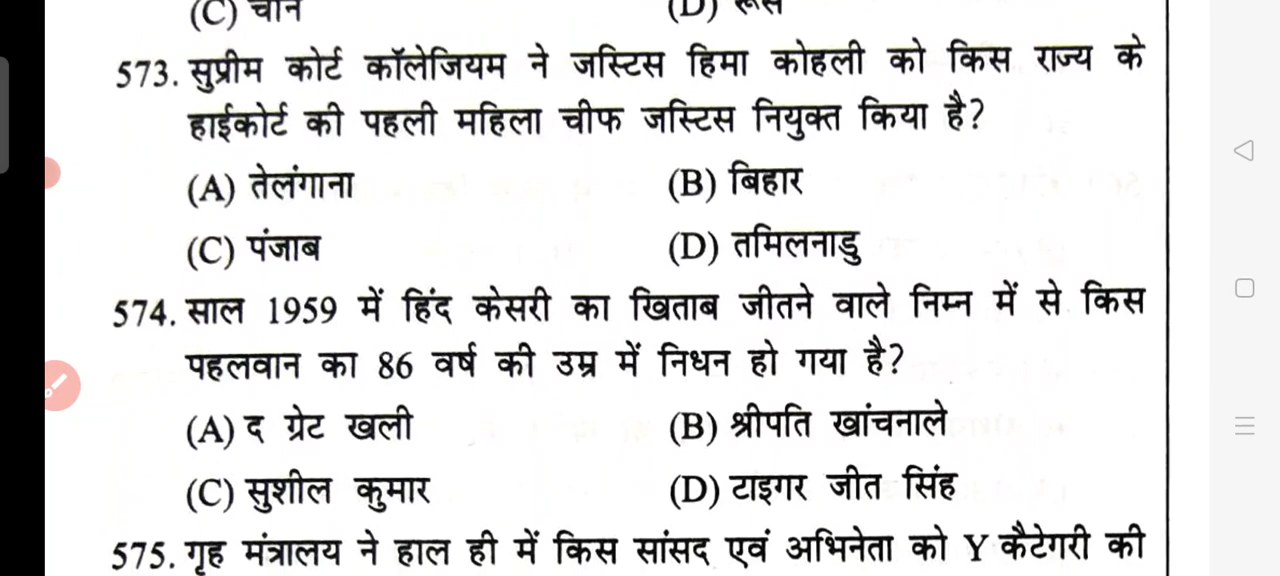 (C) चीन (D) रूस
573. सुप्रीम कोर्ट कॉलेजियम ने जस्टिस हिमा कोहली को किस राज्य के
हाईकोर्ट की पहली महिला चीफ जस्टिस नियुक्त किया है?
(A) तेलंगाना (B) बिहार
(C) पंजाब (D) तमिलनाडु
574. साल 1959 में हिंद केसरी का खिताब जीतने वाले निम्न में से किस
पहलवान का 86 वर्ष की उम्र में निधन हो गया है?
(A) द ग्रेट खली (B) श्रीपति खांचनाले
(C) सुशील कुमार (D) टाइगर जीत सिंह
575. गृह मंत्रालय ने हाल ही में किस सांसद एवं अभिनेता को Y कैटेगरी की